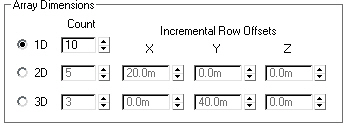 Array Dimensions
Count
Incremental Row Offsets
X Y Z
1D 10
2D 5 20.0m 0.0m 0.0m
3D 3 0.0m 40.0m 0.0m